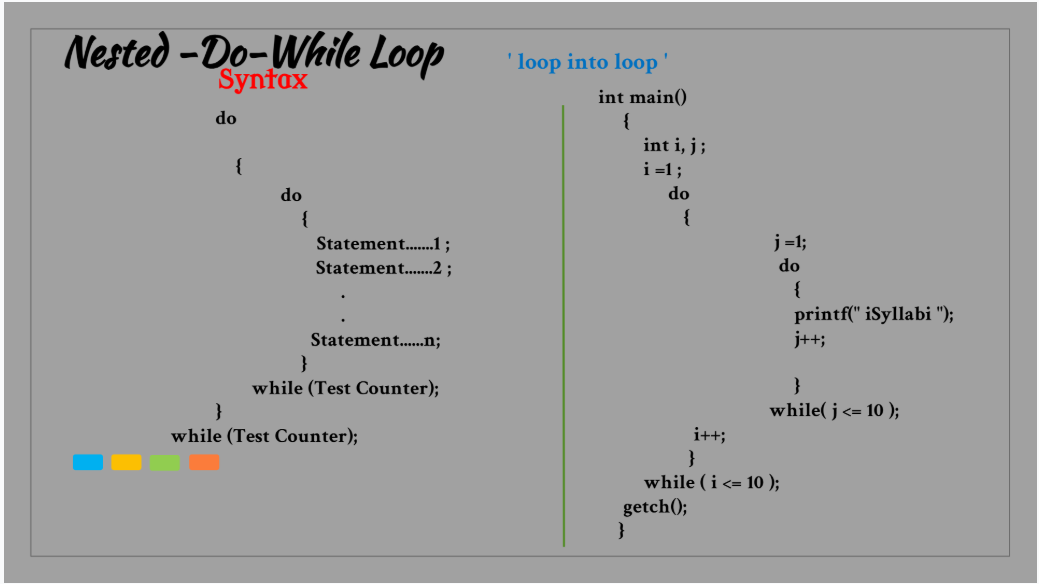 Nested -Do-While Loop
Syntax
do
{
do
{
Statement.......1 ;
Statement.......2 ;
.
.
Statement......n;
}
while (Test Counter);
}
while (Test Counter);
' loop into loop '
int main()
{
int i, j ;
i =1 ;
do
{
j =1;
do
{
printf(" iSyllabi ");
j++;
}
while( j <= 10 );
i++;
}
while ( i <= 10 );
getch();
}